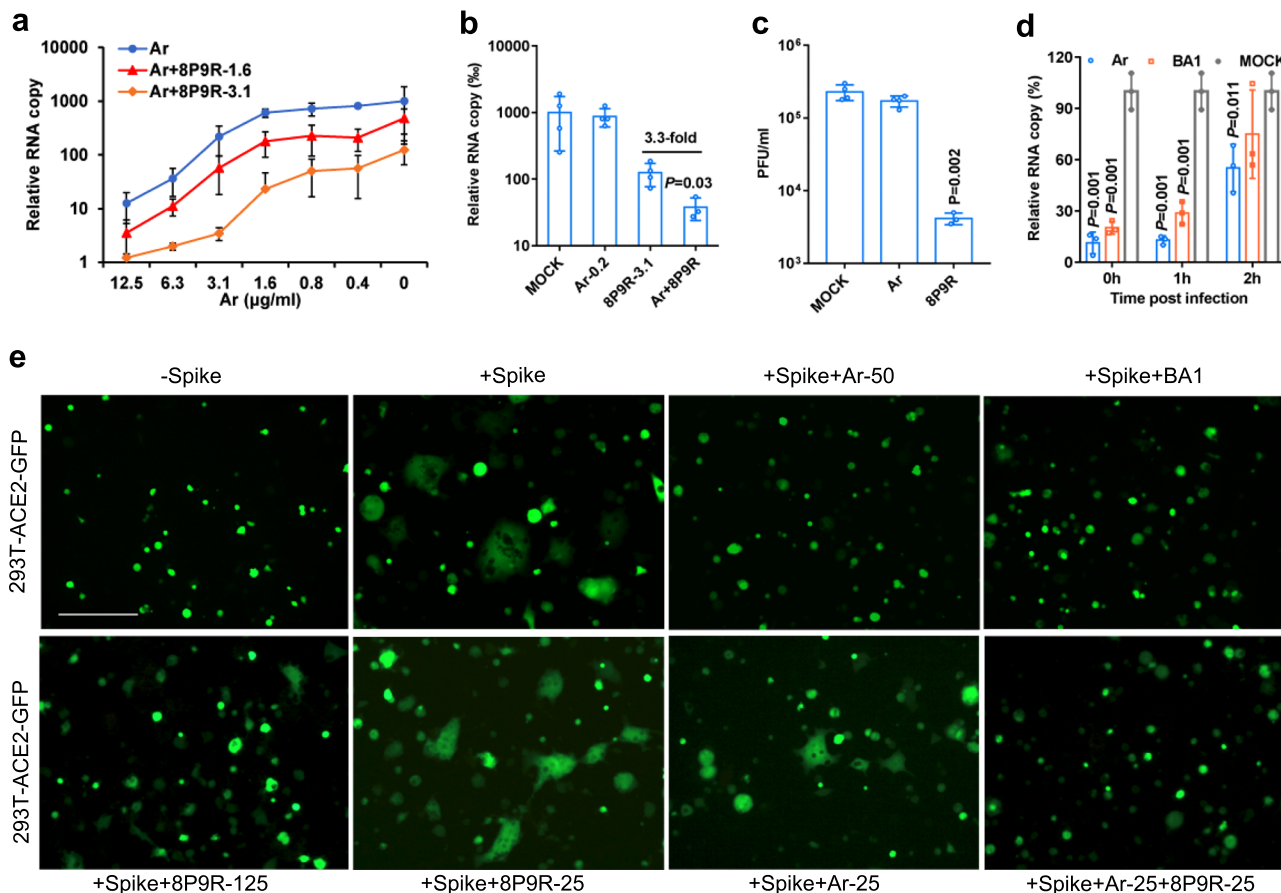 a
Relative RNA copy
10000
1000
100
10
1
Ar
Ar+8P9R-1.6
Ar+8P9R-3.1
12.5 6.3 3.1 1.6 0.8 0.4 0
Ar (μg/ml)
b
Relative RNA copy (‰)
10000
1000
100
10
3.3-fold
P=0.03
MOCK
Ar-0.2
8P9R-3.1
Ar+8P9R
c
PFU/ml
10⁶
10⁵
10⁴
10³
P=0.002
MOCK
Ar
8P9R
d
Relative RNA copy (%)
120
90
60
30
0
Ar BA1 MOCK
P=0.001
P=0.001
P=0.001
P=0.001
P=0.011
0h 1h 2h
Time post infection
e
-Spike +Spike +Spike+Ar-50 +Spike+BA1
293T-ACE2-GFP
293T-ACE2-GFP
+Spike+8P9R-125 +Spike+8P9R-25 +Spike+Ar-25 +Spike+Ar-25+8P9R-25